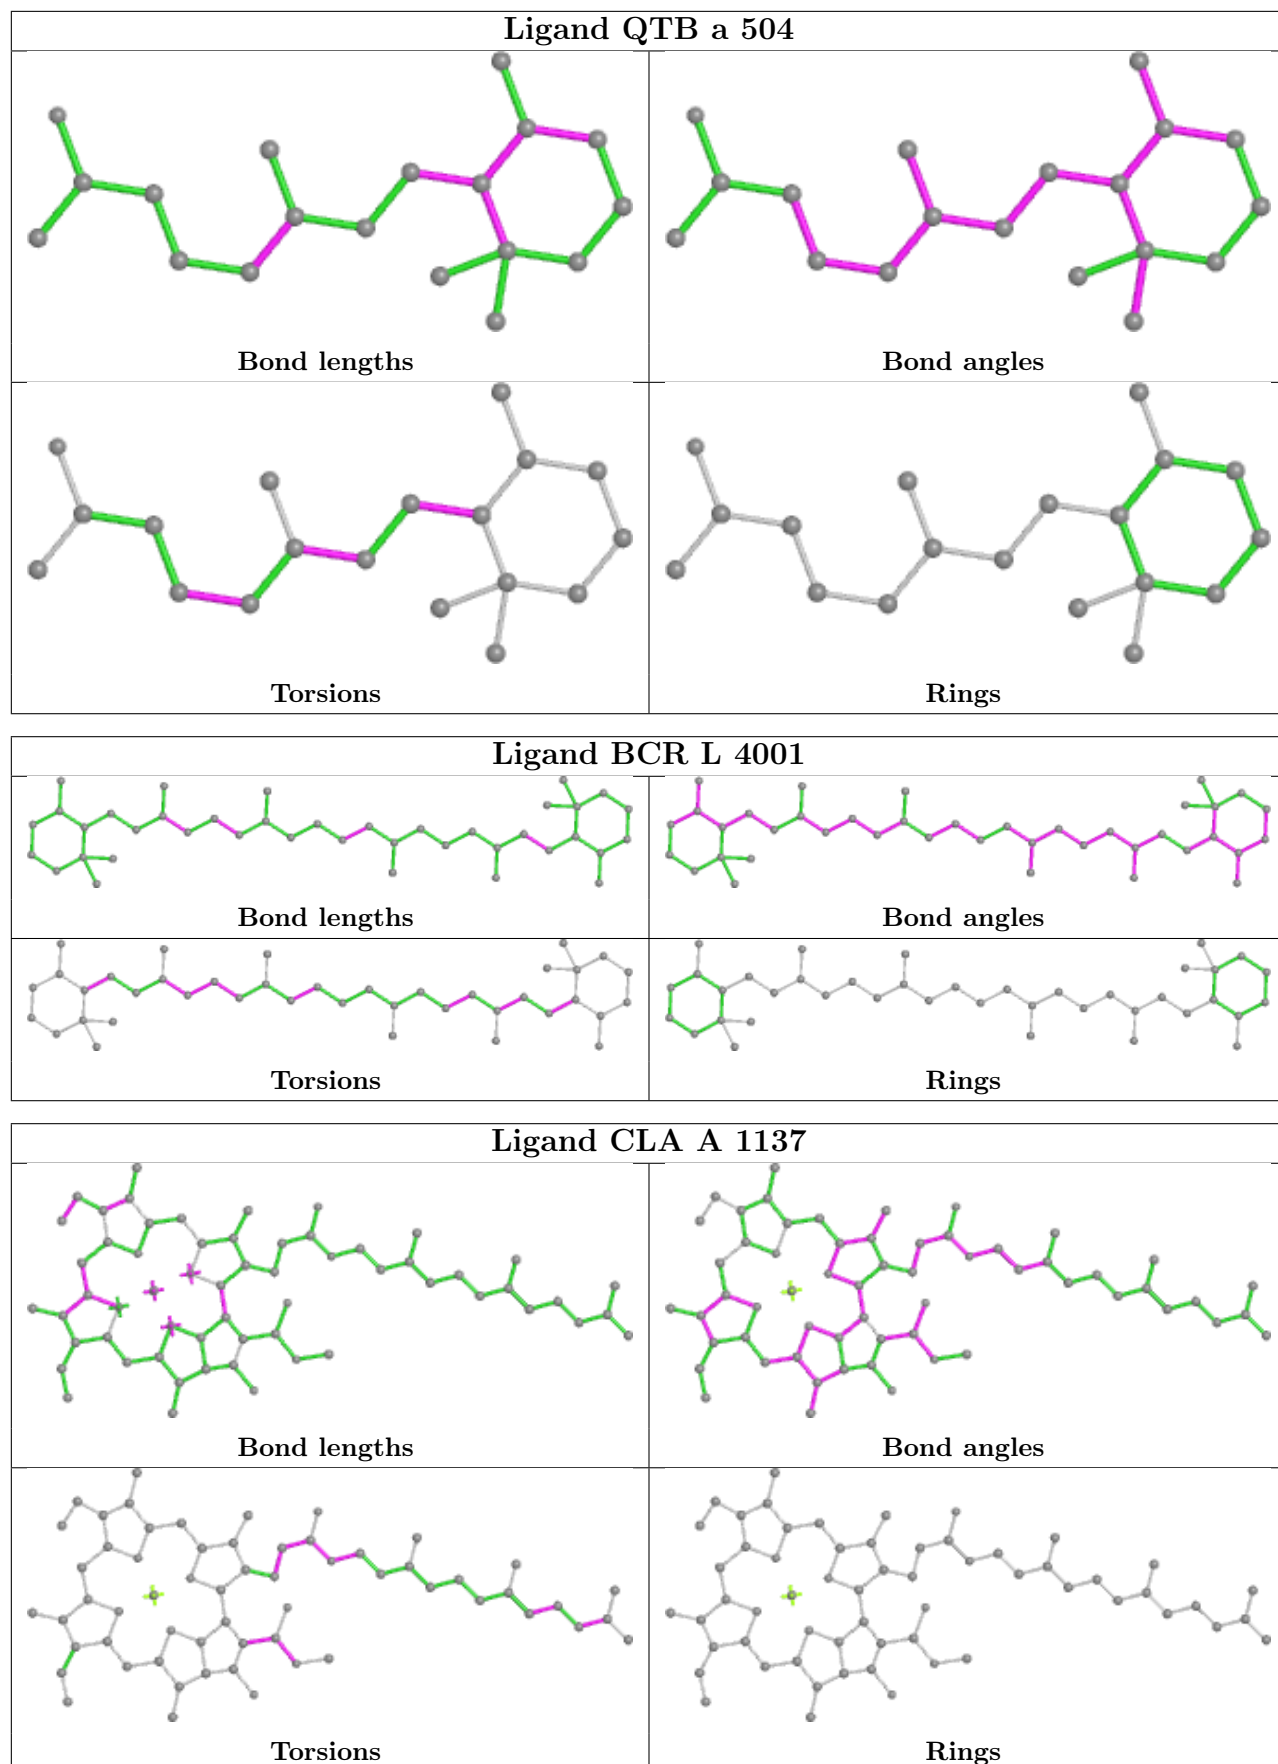 Ligand QTB a 504
Bond lengths
Bond angles
Torsions
Rings
Ligand BCR L 4001
Bond lengths
Bond angles
Torsions
Rings
Ligand CLA A 1137
Bond lengths
Bond angles
Torsions
Rings